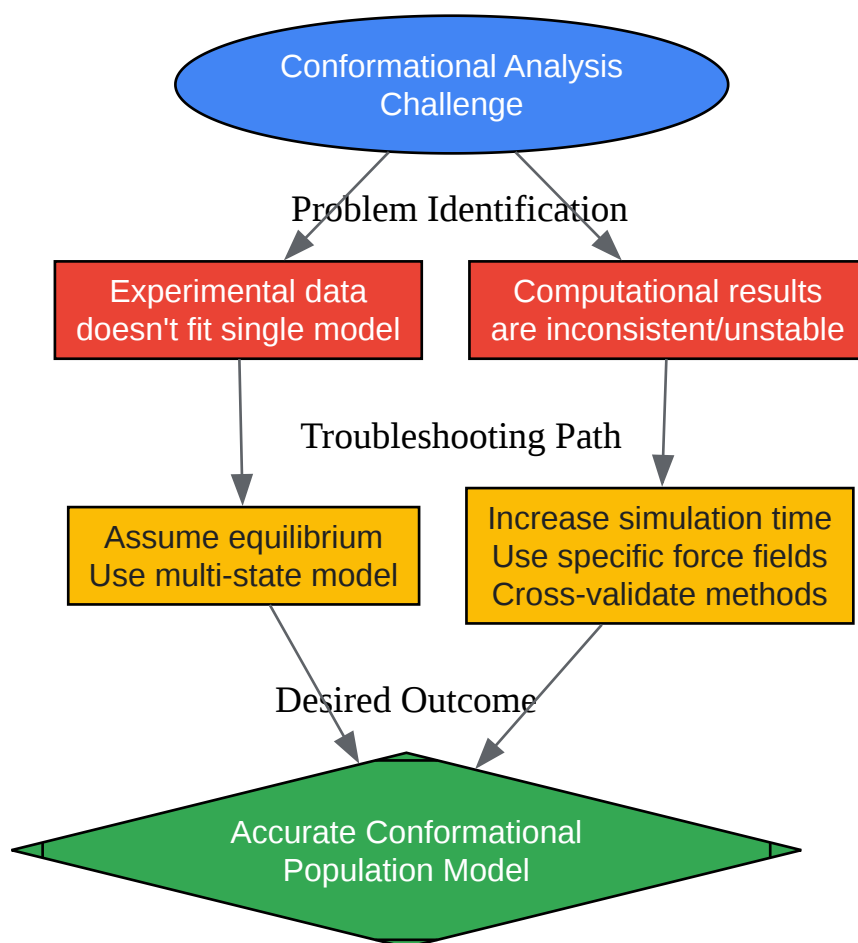 Conformational Analysis
Challenge
Problem Identification
Experimental data
doesn't fit single model
Computational results
are inconsistent/unstable
Troubleshooting Path
Assume equilibrium
Use multi-state model
Increase simulation time
Use specific force fields
Cross-validate methods
Desired Outcome
Accurate Conformational
Population Model